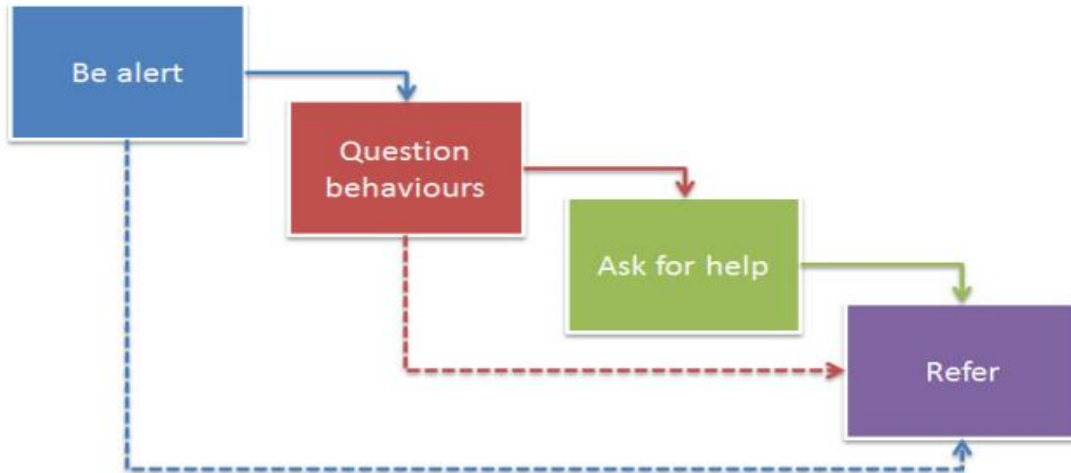 Be alert
Question
behaviours
Ask for help
Refer